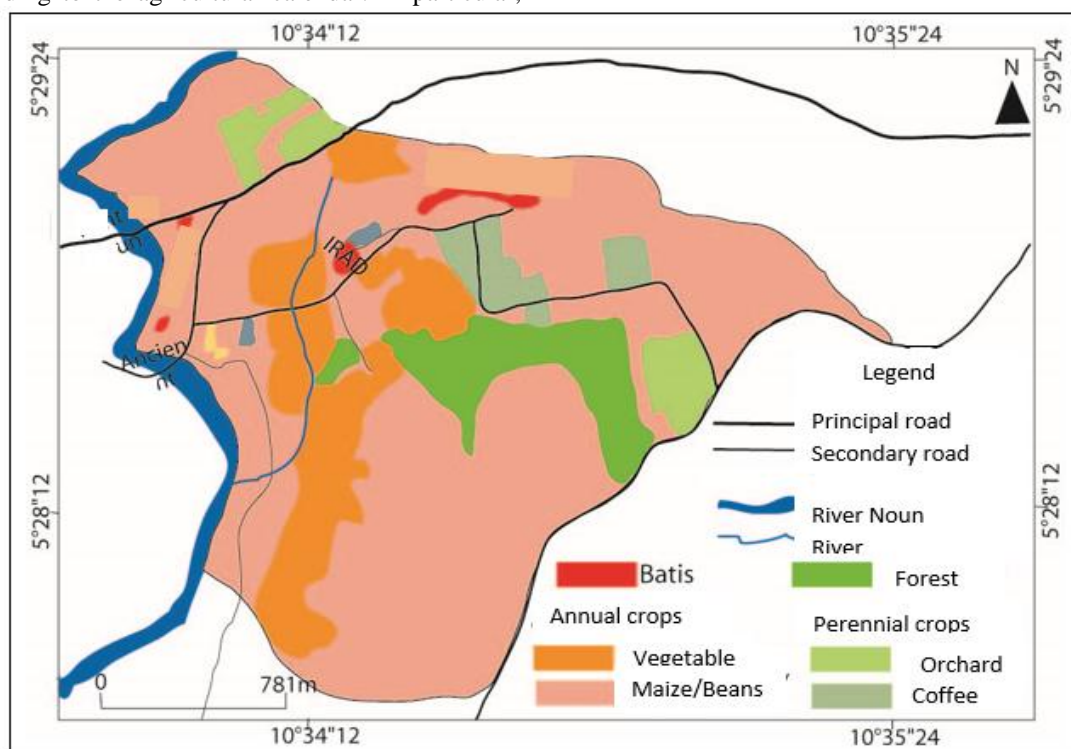 10°34"12
10°35"24
5°29"24
5°29"24
N
IRAD
Ancien
nt
Legend
Principal road
Secondary road
5°28"12
5°28"12
River Noun
River
Batis
Forest
Annual crops
Perennial crops
Vegetable
Orchard
Maize/Beans
Coffee
0
781m
10°34"12
10°35"24